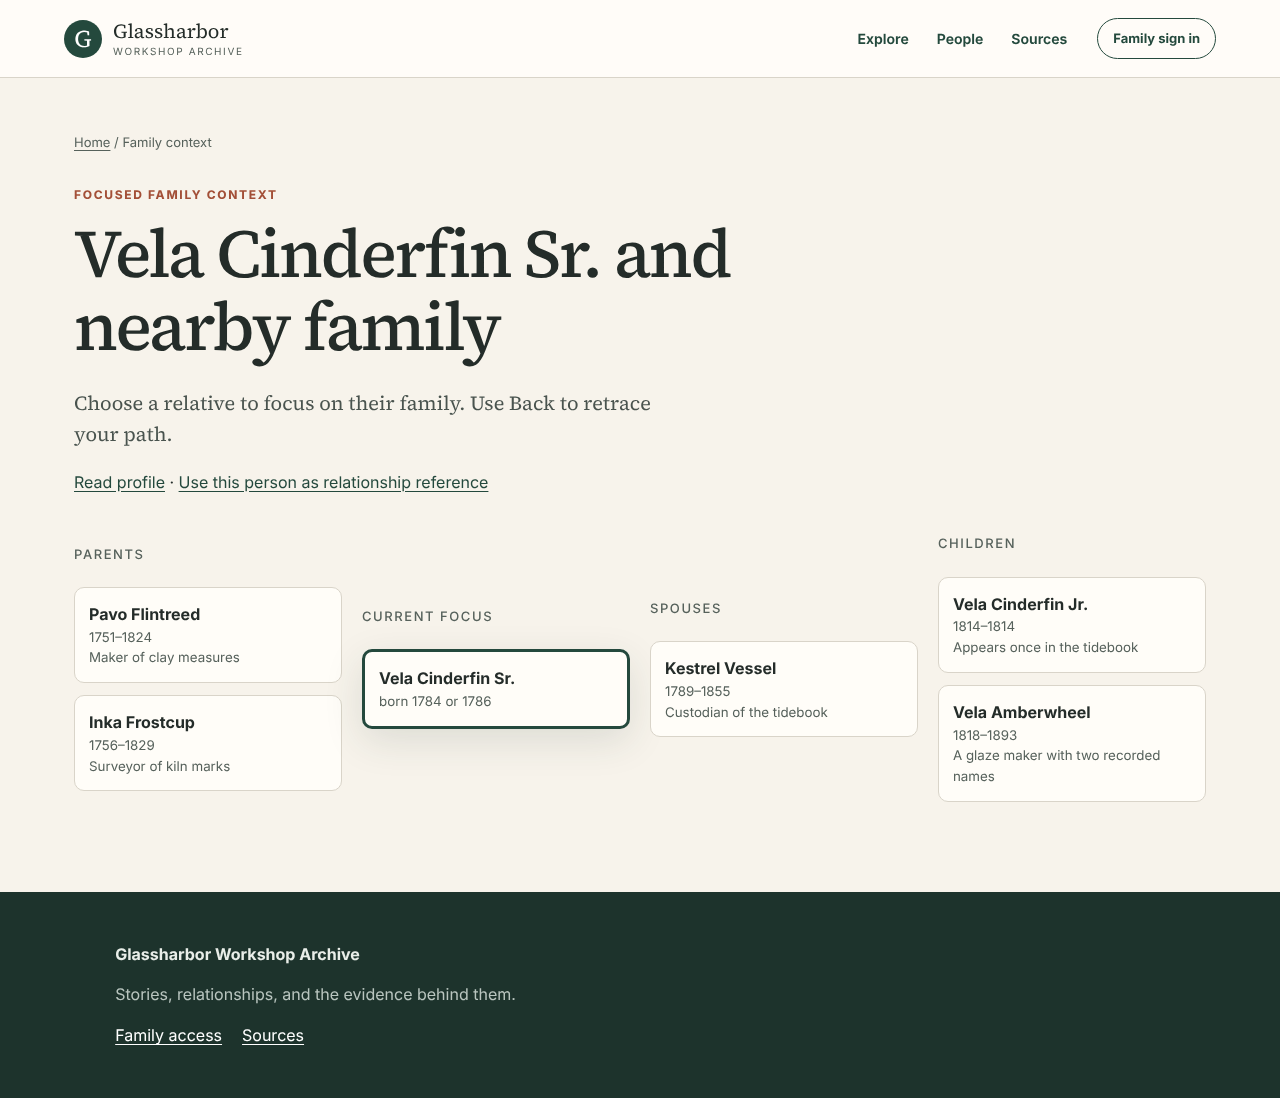 G
Glassharbor
WORKSHOP ARCHIVE
Explore
People
Sources
Family sign in
Home / Family context
FOCUSED FAMILY CONTEXT
Vela Cinderfin Sr. and
nearby family
Choose a relative to focus on their family. Use Back to retrace
your path.
Read profile · Use this person as relationship reference
PARENTS
Pavo Flintreed
1751–1824
Maker of clay measures
Inka Frostcup
1756–1829
Surveyor of kiln marks
CURRENT FOCUS
Vela Cinderfin Sr.
born 1784 or 1786
SPOUSES
Kestrel Vessel
1789–1855
Custodian of the tidebook
CHILDREN
Vela Cinderfin Jr.
1814–1814
Appears once in the tidebook
Vela Amberwheel
1818–1893
A glaze maker with two recorded
names
Glassharbor Workshop Archive
Stories, relationships, and the evidence behind them.
Family access
Sources